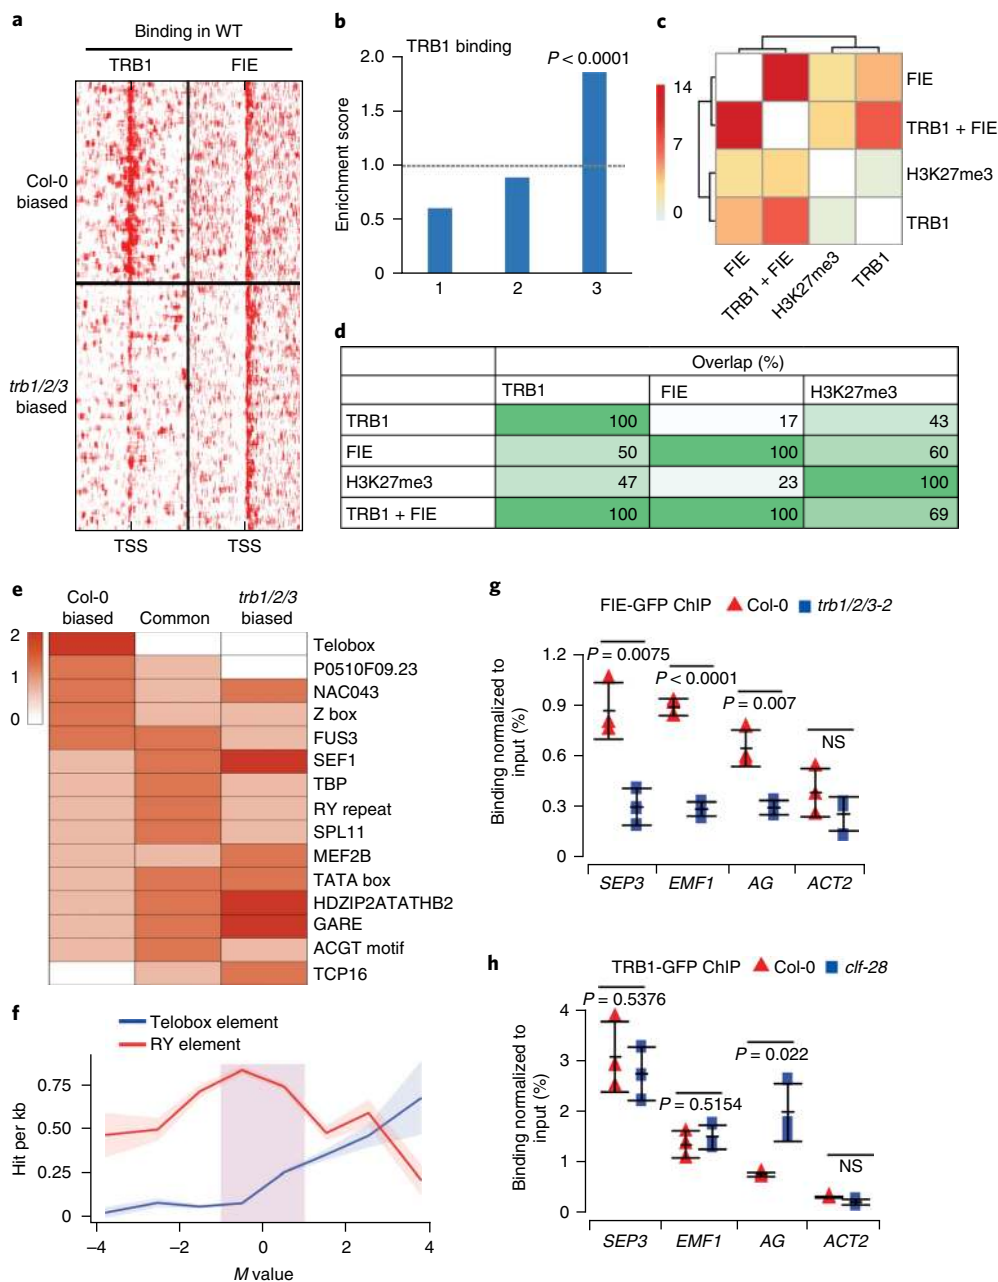 a
Binding in WT
TRB1 FIE
Col-0
biased
trb1/2/3
biased
TSS TSS
b
TRB1 binding
P < 0.0001
Enrichment score
2.0
1.5
1.0
0.5
0
1 2 3
c
14
7
0
FIE
TRB1 + FIE
H3K27me3
TRB1
FIE
TRB1 + FIE
H3K27me3
TRB1
d
Overlap (%)
TRB1 FIE H3K27me3
TRB1 100 17 43
FIE 50 100 60
H3K27me3 47 23 100
TRB1 + FIE 100 100 69
e
Col-0
biased
Common
trb1/2/3
biased
2
1
0
Telobox
P0510F09.23
NAC043
Z box
FUS3
SEF1
TBP
RY repeat
SPL11
MEF2B
TATA box
HDZIP2ATATHB2
GARE
ACGT motif
TCP16
f
Telobox element
RY element
Hit per kb
0.75
0.50
0.25
0
−4 −2 0 2 4
M value
g
FIE-GFP ChIP Col-0 trb1/2/3-2
Binding normalized to
input (%)
1.2
0.9
0.6
0.3
0
P = 0.0075
P < 0.0001
P = 0.007
NS
SEP3 EMF1 AG ACT2
h
TRB1-GFP ChIP Col-0 clf-28
Binding normalized to
input (%)
4
3
2
1
0
P = 0.5376
P = 0.5154
P = 0.022
NS
SEP3 EMF1 AG ACT2